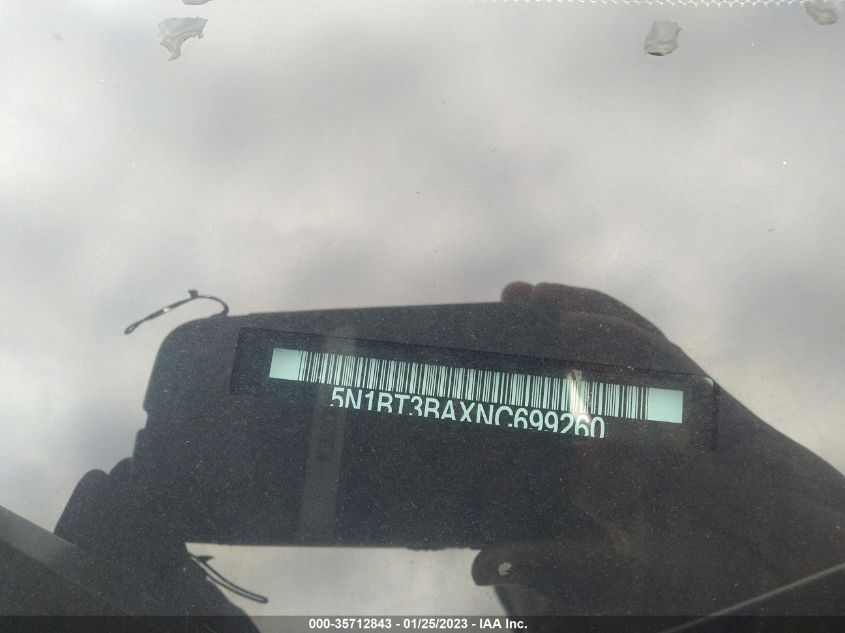 5N1BT3BAXNC699260
000-35712843 - 01/25/2023 - IAA Inc.